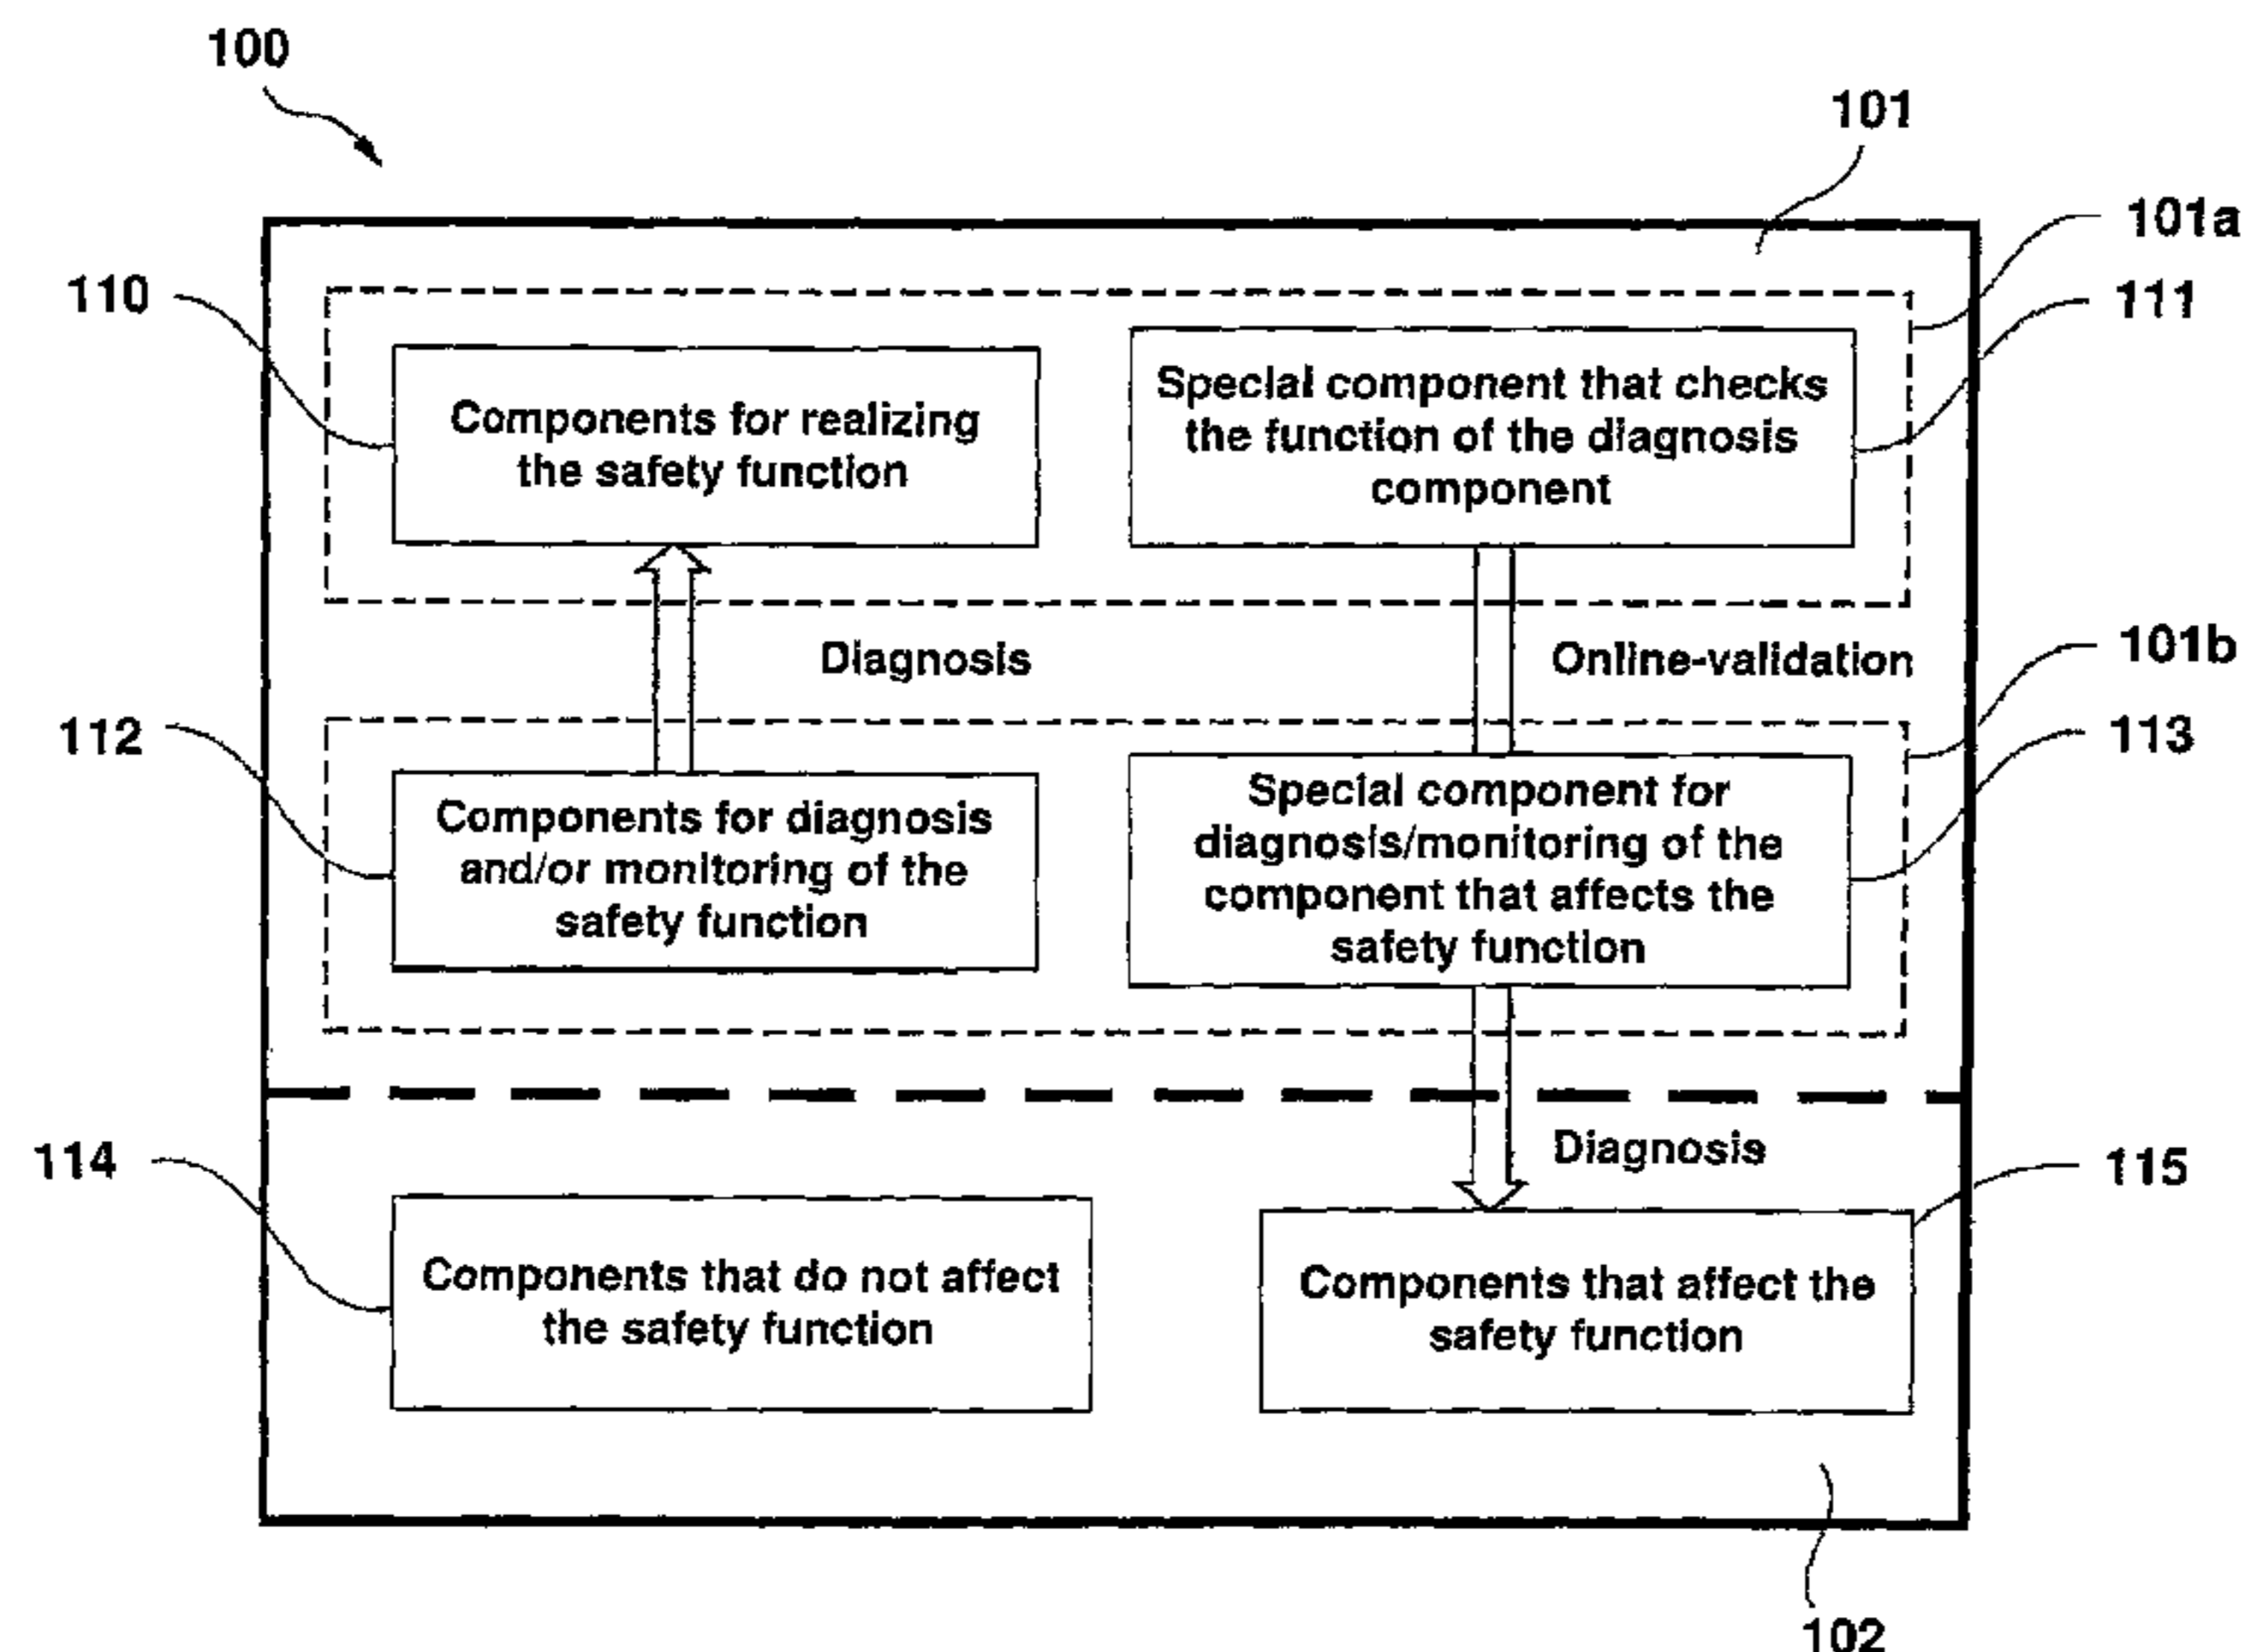 100
101
101a
110
111
Components for realizing
the safety function
Special component that checks
the function of the diagnosis
component
Diagnosis
Online-validation
101b
112
113
Components for diagnosis
and/or monitoring of the
safety function
Special component for
diagnosis/monitoring of the
component that affects the
safety function
Diagnosis
114
115
Components that do not affect
the safety function
Components that affect the
safety function
102